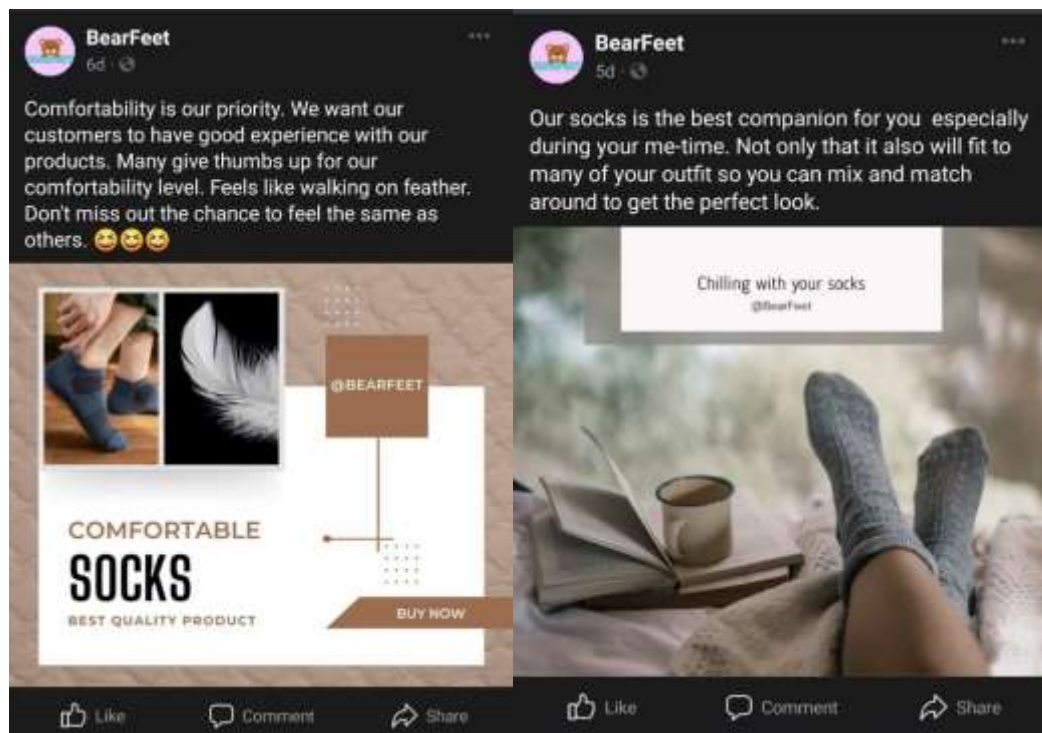 BearFeet
6d
Comfortability is our priority. We want our
customers to have good experience with our
products. Many give thumbs up for our
comfortability level. Feels like walking on feather.
Don't miss out the chance to feel the same as
others. 😆😆😆
@BEARFEET
COMFORTABLE
SOCKS
BEST QUALITY PRODUCT
BUY NOW
Like
Comment
Share
BearFeet
5d
Our socks is the best companion for you especially
during your me-time. Not only that it also will fit to
many of your outfit so you can mix and match
around to get the perfect look.
Chilling with your socks
@BearFeet
Like
Comment
Share